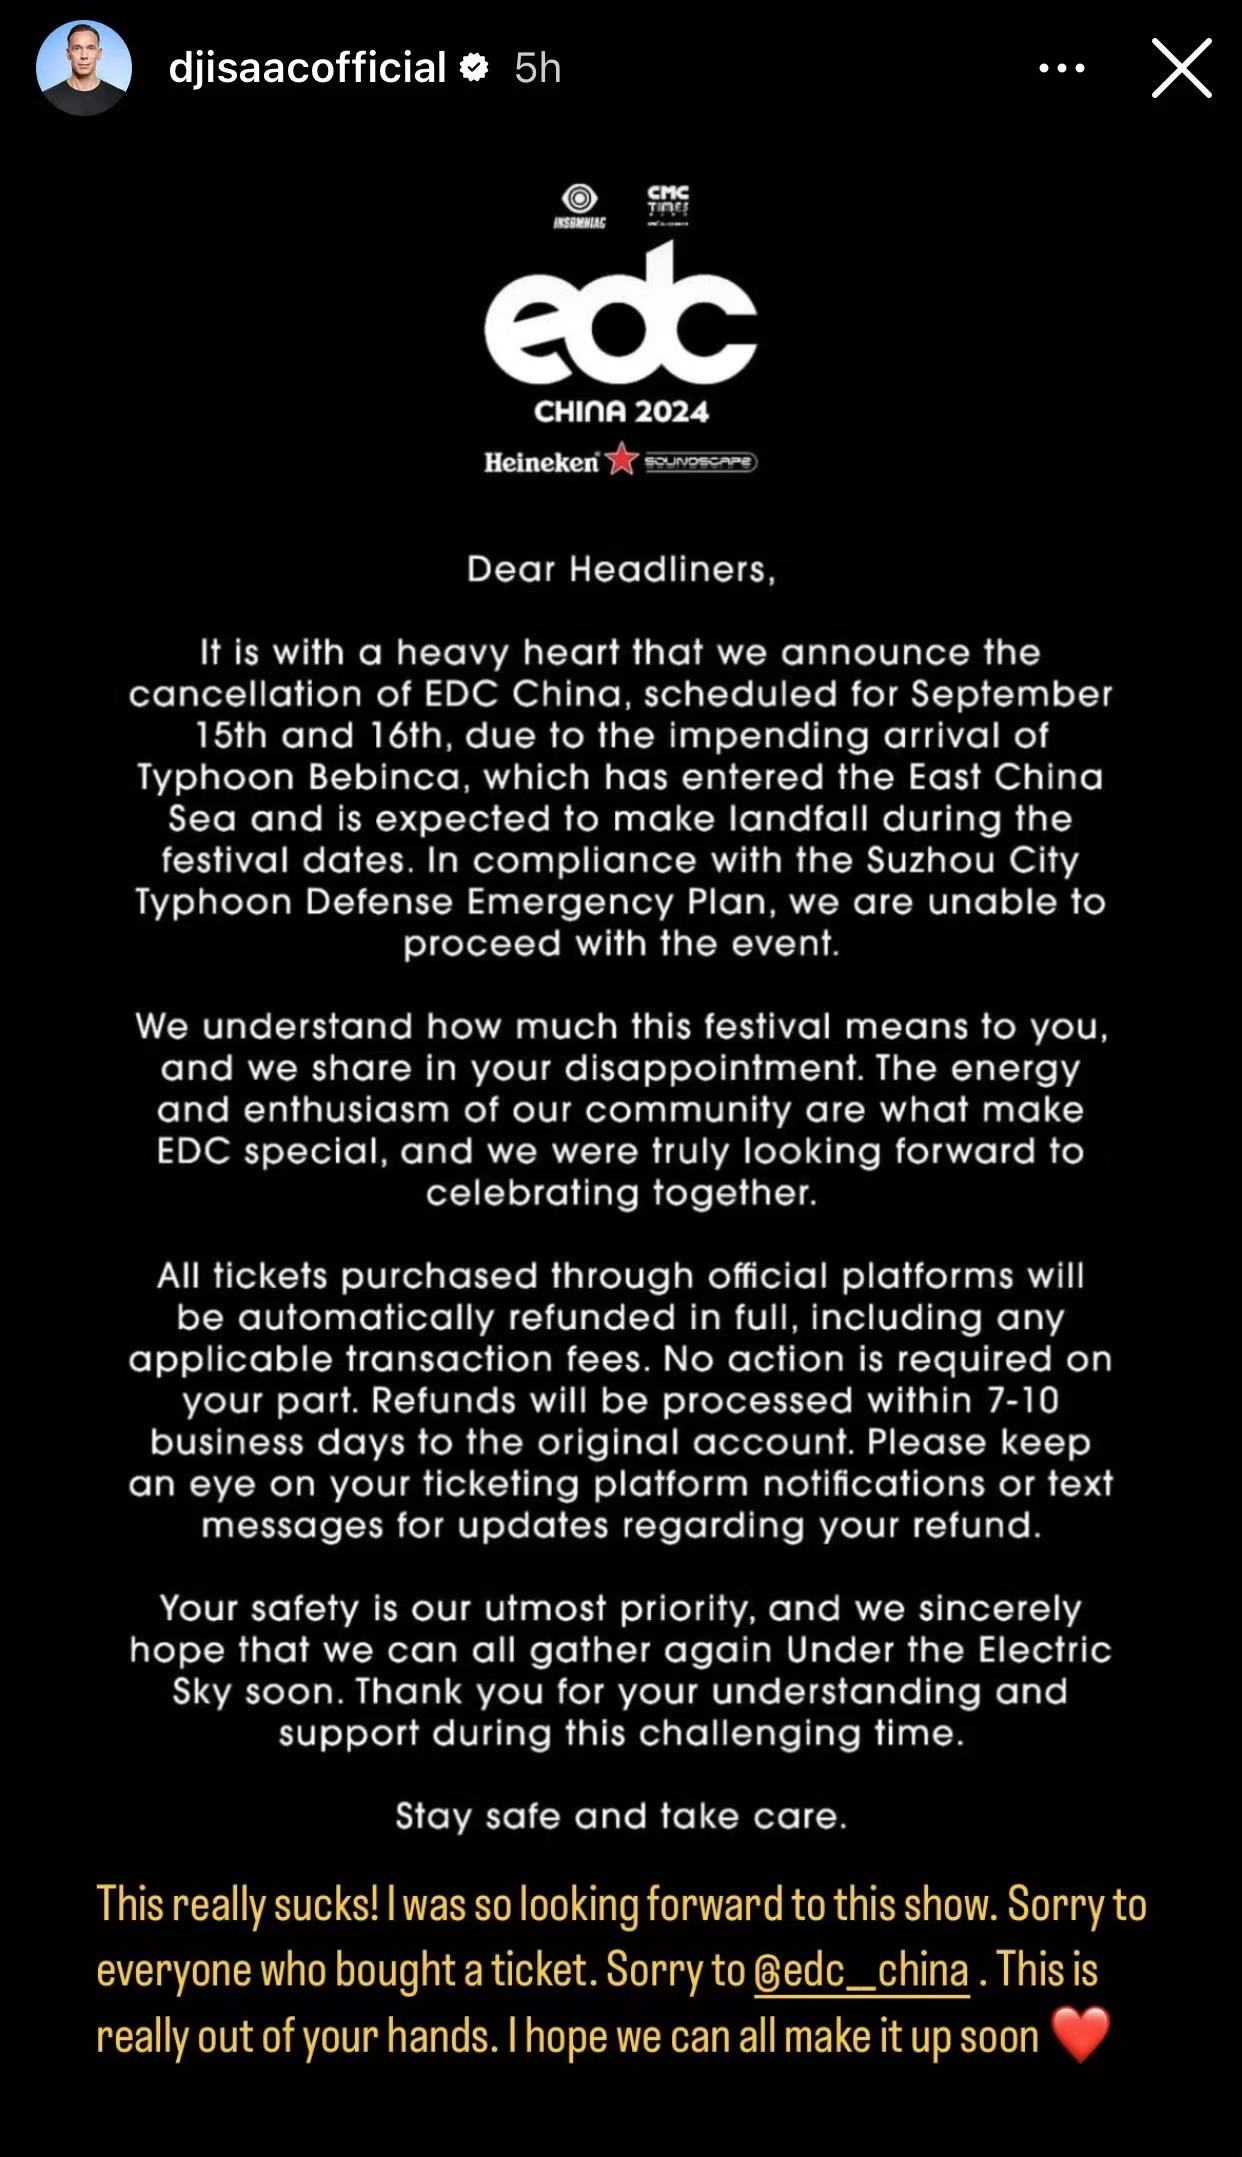 djisaacofficial 5h
INSOMNIAC
CMC
TIMES
edc
CHINA 2024
Heineken SOUNDSCAPE
Dear Headliners,
It is with a heavy heart that we announce the
cancellation of EDC China, scheduled for September
15th and 16th, due to the impending arrival of
Typhoon Bebinca, which has entered the East China
Sea and is expected to make landfall during the
festival dates. In compliance with the Suzhou City
Typhoon Defense Emergency Plan, we are unable to
proceed with the event.
We understand how much this festival means to you,
and we share in your disappointment. The energy
and enthusiasm of our community are what make
EDC special, and we were truly looking forward to
celebrating together.
All tickets purchased through official platforms will
be automatically refunded in full, including any
applicable transaction fees. No action is required on
your part. Refunds will be processed within 7-10
business days to the original account. Please keep
an eye on your ticketing platform notifications or text
messages for updates regarding your refund.
Your safety is our utmost priority, and we sincerely
hope that we can all gather again Under the Electric
Sky soon. Thank you for your understanding and
support during this challenging time.
Stay safe and take care.
This really sucks! I was so looking forward to this show. Sorry to
everyone who bought a ticket. Sorry to @edc__china . This is
really out of your hands. I hope we can all make it up soon ❤️